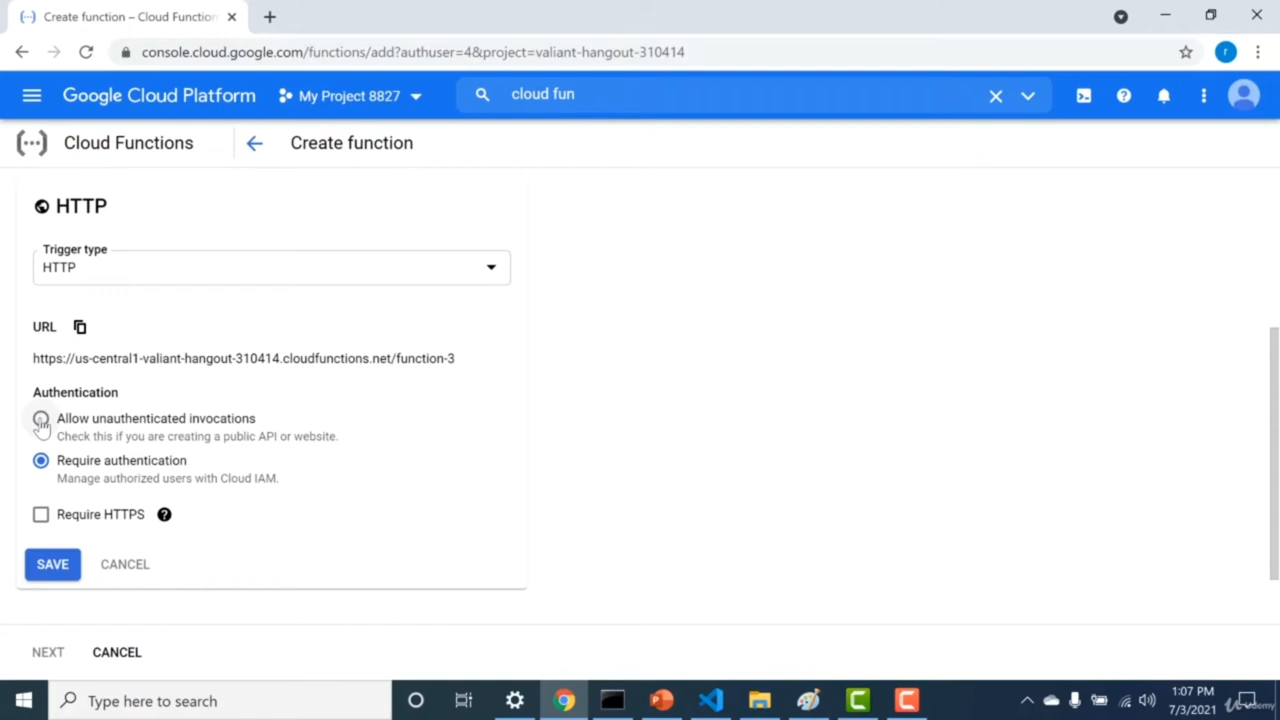 Create function – Cloud Function
console.cloud.google.com/functions/add?authuser=4&project=valiant-hangout-310414
r
Google Cloud Platform
My Project 8827
cloud fun
Cloud Functions
Create function
HTTP
Trigger type
HTTP
URL
https://us-central1-valiant-hangout-310414.cloudfunctions.net/function-3
Authentication
Allow unauthenticated invocations
Check this if you are creating a public API or website.
Require authentication
Manage authorized users with Cloud IAM.
Require HTTPS
SAVE CANCEL
NEXT CANCEL
Type here to search
1:07 PM
7/3/2021
Udemy